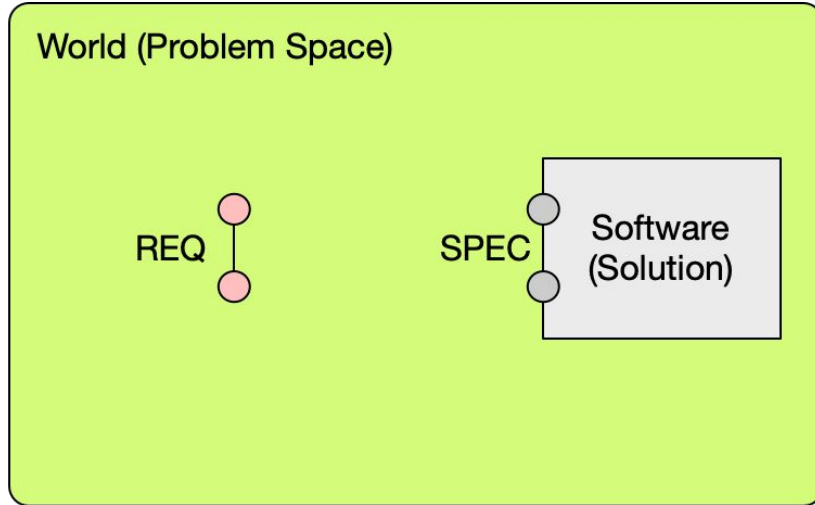 World (Problem Space)
REQ
SPEC
Software
(Solution)